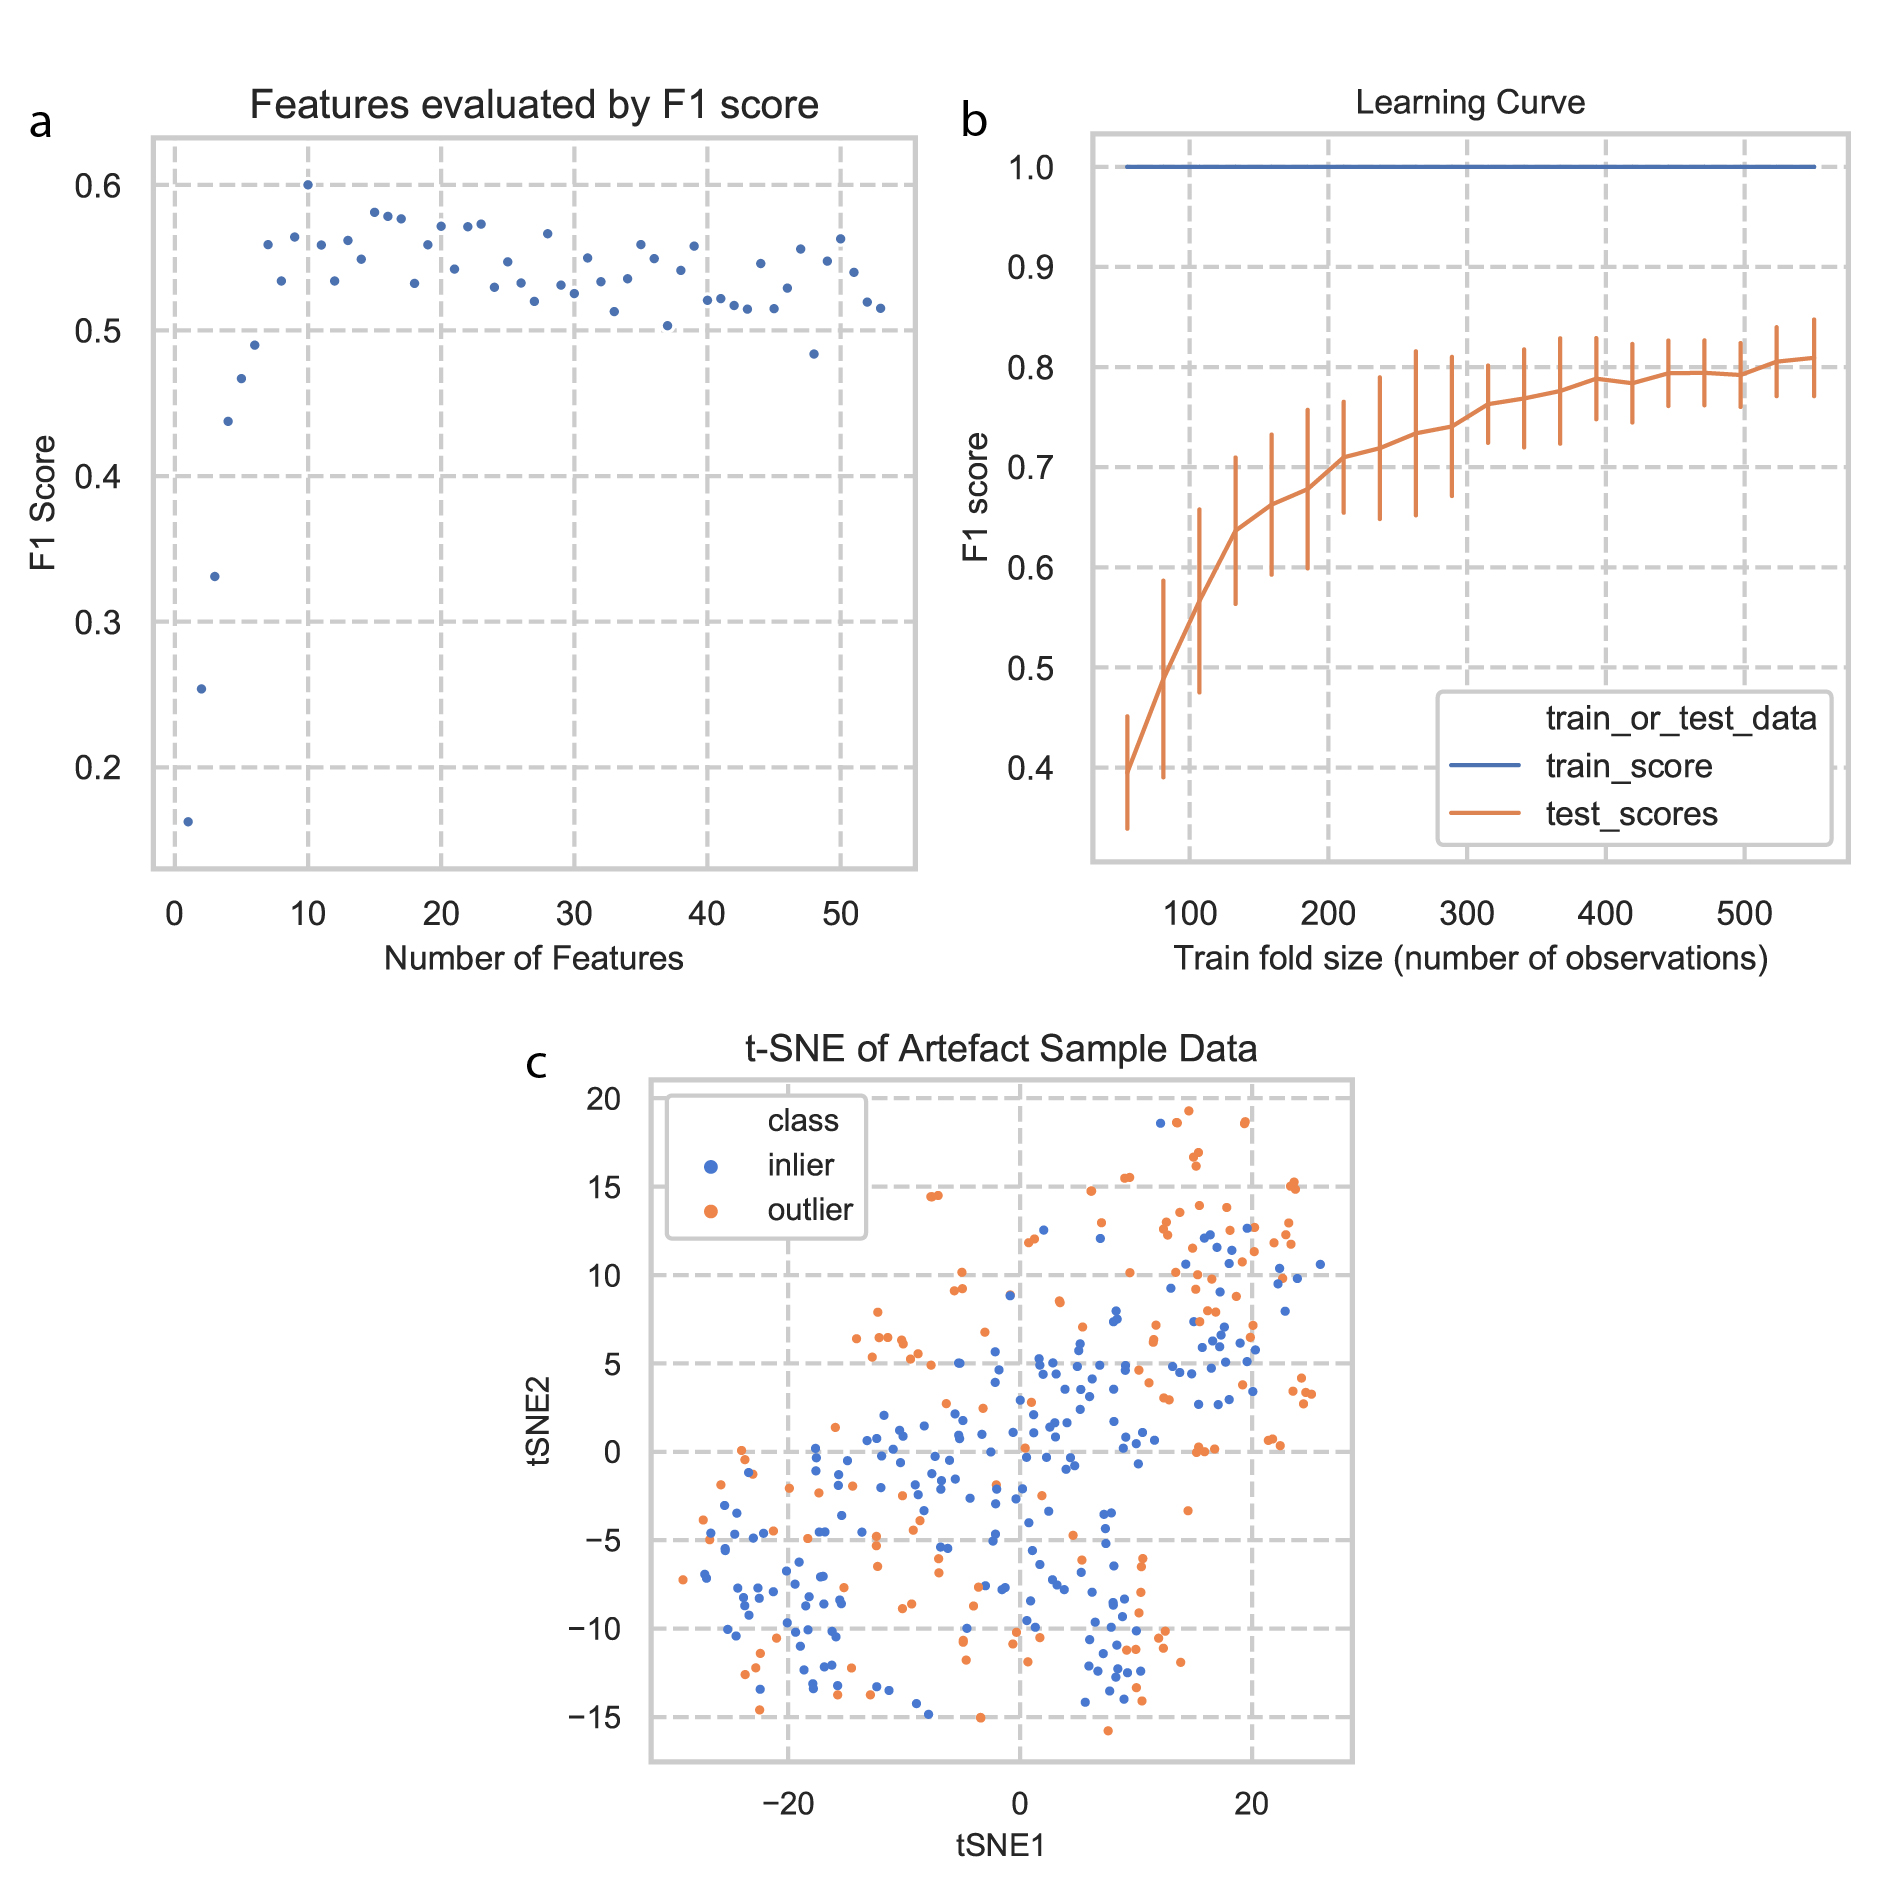 a
Features evaluated by F1 score
0.6
0.5
0.4
0.3
0.2
F1 Score
0 10 20 30 40 50
Number of Features
b
Learning Curve
1.0
0.9
0.8
0.7
0.6
0.5
0.4
F1 score
train_or_test_data
train_score
test_scores
100 200 300 400 500
Train fold size (number of observations)
c
t-SNE of Artefact Sample Data
20
15
10
5
0
−5
−10
−15
tSNE2
class
inlier
outlier
−20 0 20
tSNE1